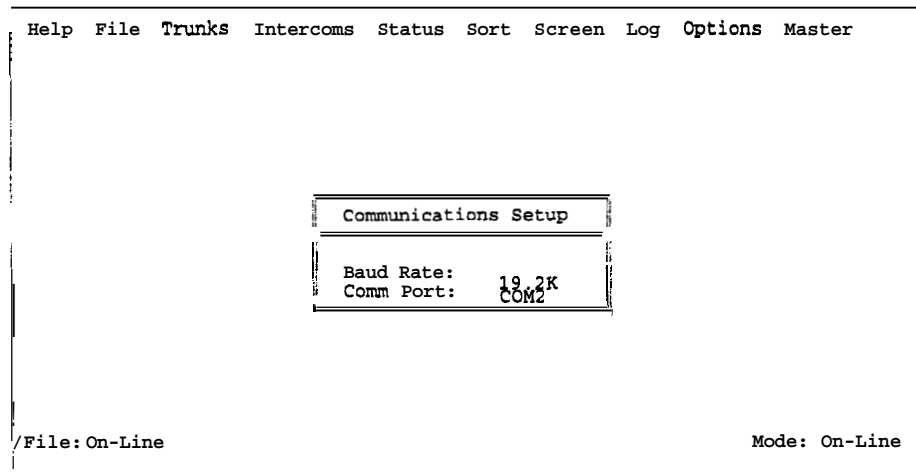 Help File Trunks Intercoms Status Sort Screen Log Options Master
Communications Setup
Baud Rate: 19.2K
Comm Port: COM2
/File: On-Line Mode: On-Line